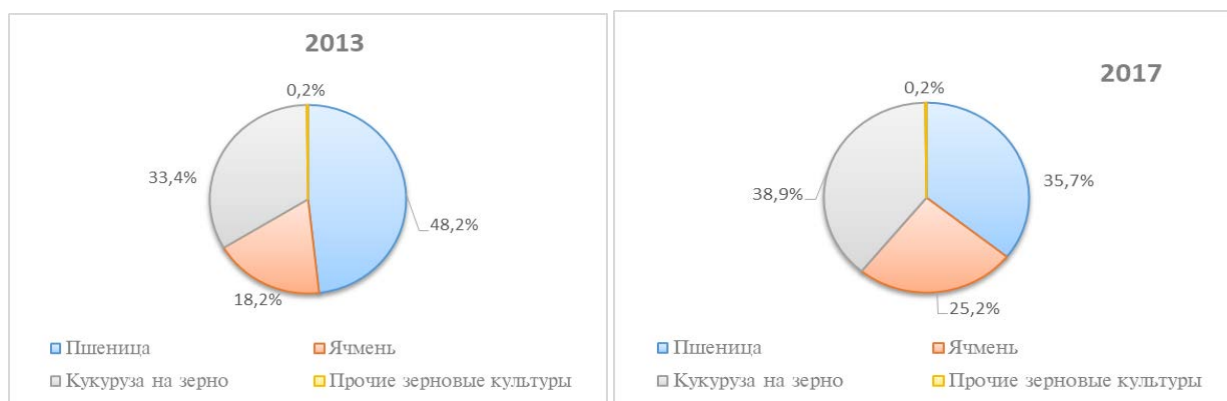 2013
0,2%
33,4%
48,2%
18,2%
Пшеница
Ячмень
Кукуруза на зерно
Прочие зерновые культуры
2017
0,2%
38,9%
35,7%
25,2%
Пшеница
Ячмень
Кукуруза на зерно
Прочие зерновые культуры